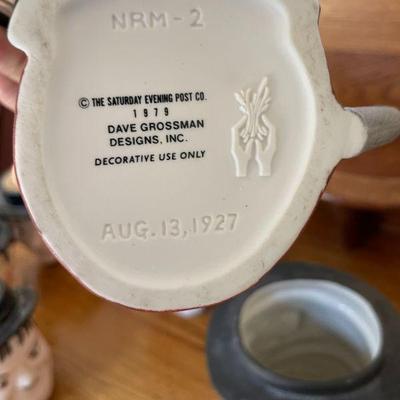 NRM-2
© THE SATURDAY EVENING POST CO.
1979
DAVE GROSSMAN
DESIGNS, INC.
DECORATIVE USE ONLY
AUG. 13, 1927